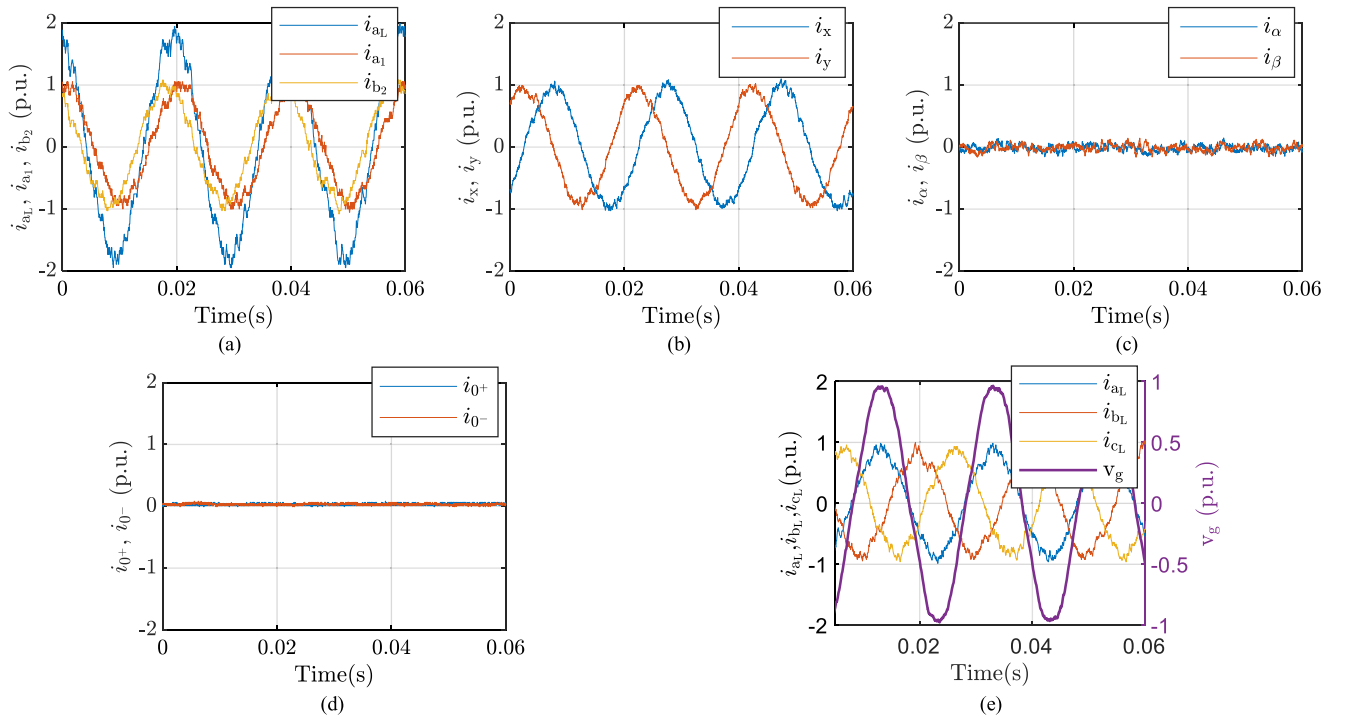 2
1
0
-1
-2
0
0.02
0.04
0.06
Time(s)
i_{a_L}, i_{a_1}, i_{b_2} (p.u.)
i_{a_L}
i_{a_1}
i_{b_2}
(a)
2
1
0
-1
-2
0
0.02
0.04
0.06
Time(s)
i_x, i_y (p.u.)
i_x
i_y
(b)
2
1
0
-1
-2
0
0.02
0.04
0.06
Time(s)
i_α, i_β (p.u.)
i_α
i_β
(c)
2
1
0
-1
-2
0
0.02
0.04
0.06
Time(s)
i_{0^+}, i_{0^-} (p.u.)
i_{0^+}
i_{0^-}
(d)
2
1
0
-1
-2
0.02
0.04
0.06
Time(s)
i_{a_L},i_{b_L},i_{c_L}(p.u.)
i_{a_L}
i_{b_L}
i_{c_L}
v_g
1
0.5
0
-0.5
-1
v_g (p.u.)
(e)